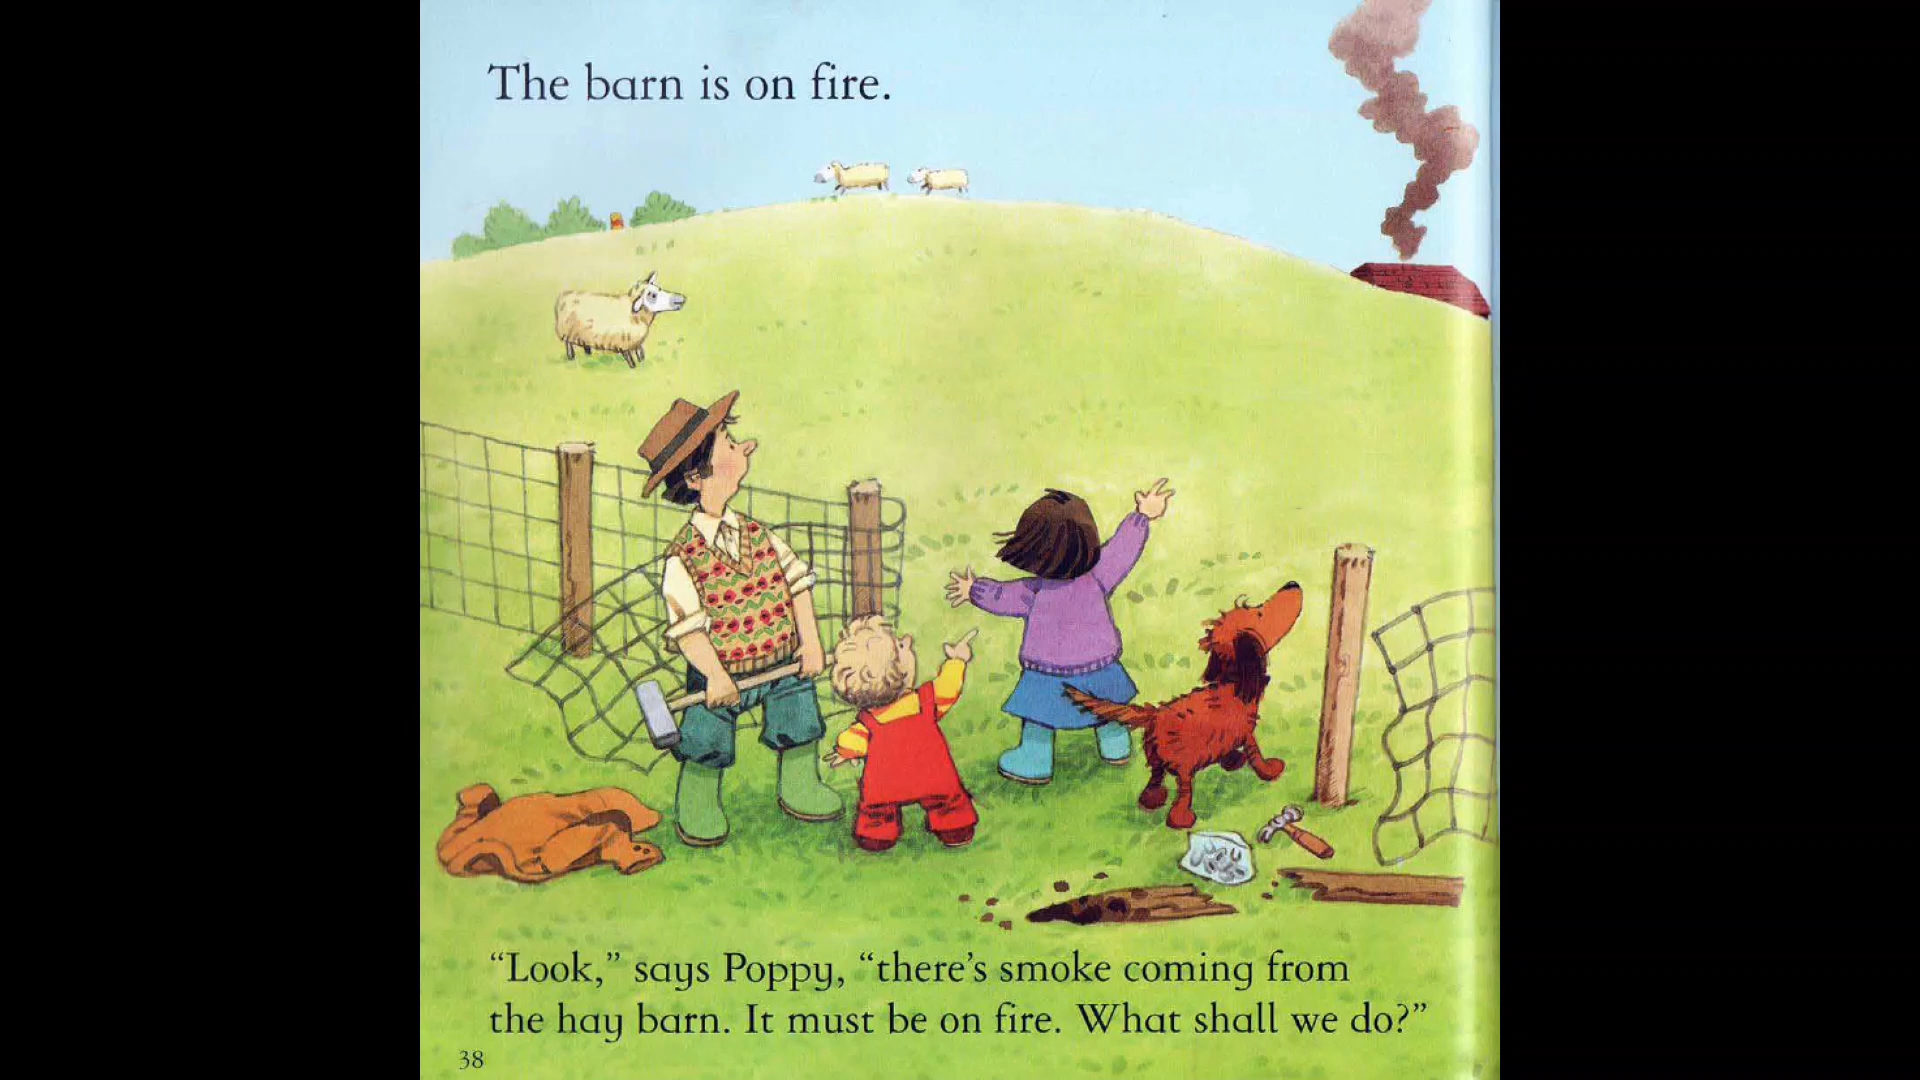 The barn is on fire.
“Look,” says Poppy, “there’s smoke coming from
the hay barn. It must be on fire. What shall we do?”
38